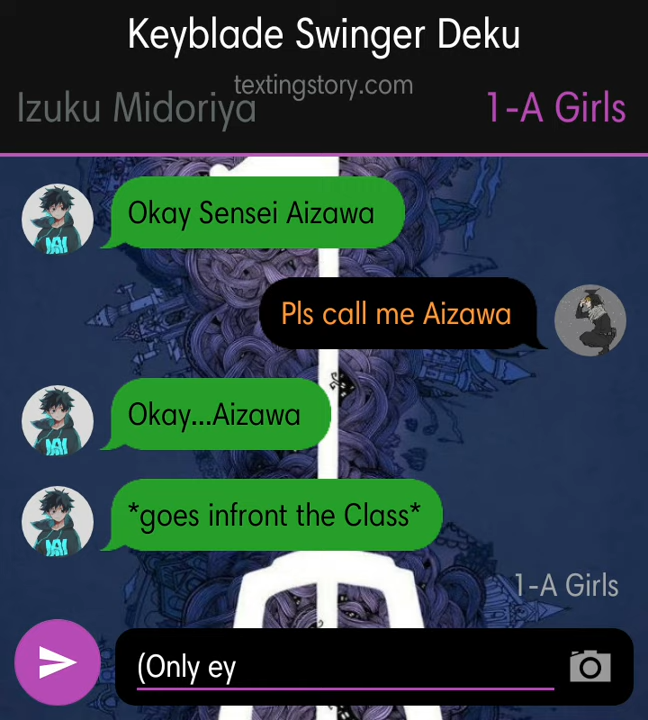 Keyblade Swinger Deku
textingstory.com
Izuku Midoriya
1-A Girls
Okay Sensei Aizawa
Pls call me Aizawa
Okay...Aizawa
*goes infront the Class*
1-A Girls
(Only ey